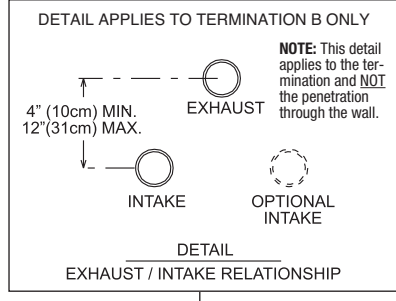 DETAIL APPLIES TO TERMINATION B ONLY
NOTE: This detail
applies to the ter-
mination and NOT
the penetration
through the wall.
EXHAUST
4" (10cm) MIN.
12"(31cm) MAX.
INTAKE
OPTIONAL
INTAKE
DETAIL
EXHAUST / INTAKE RELATIONSHIP